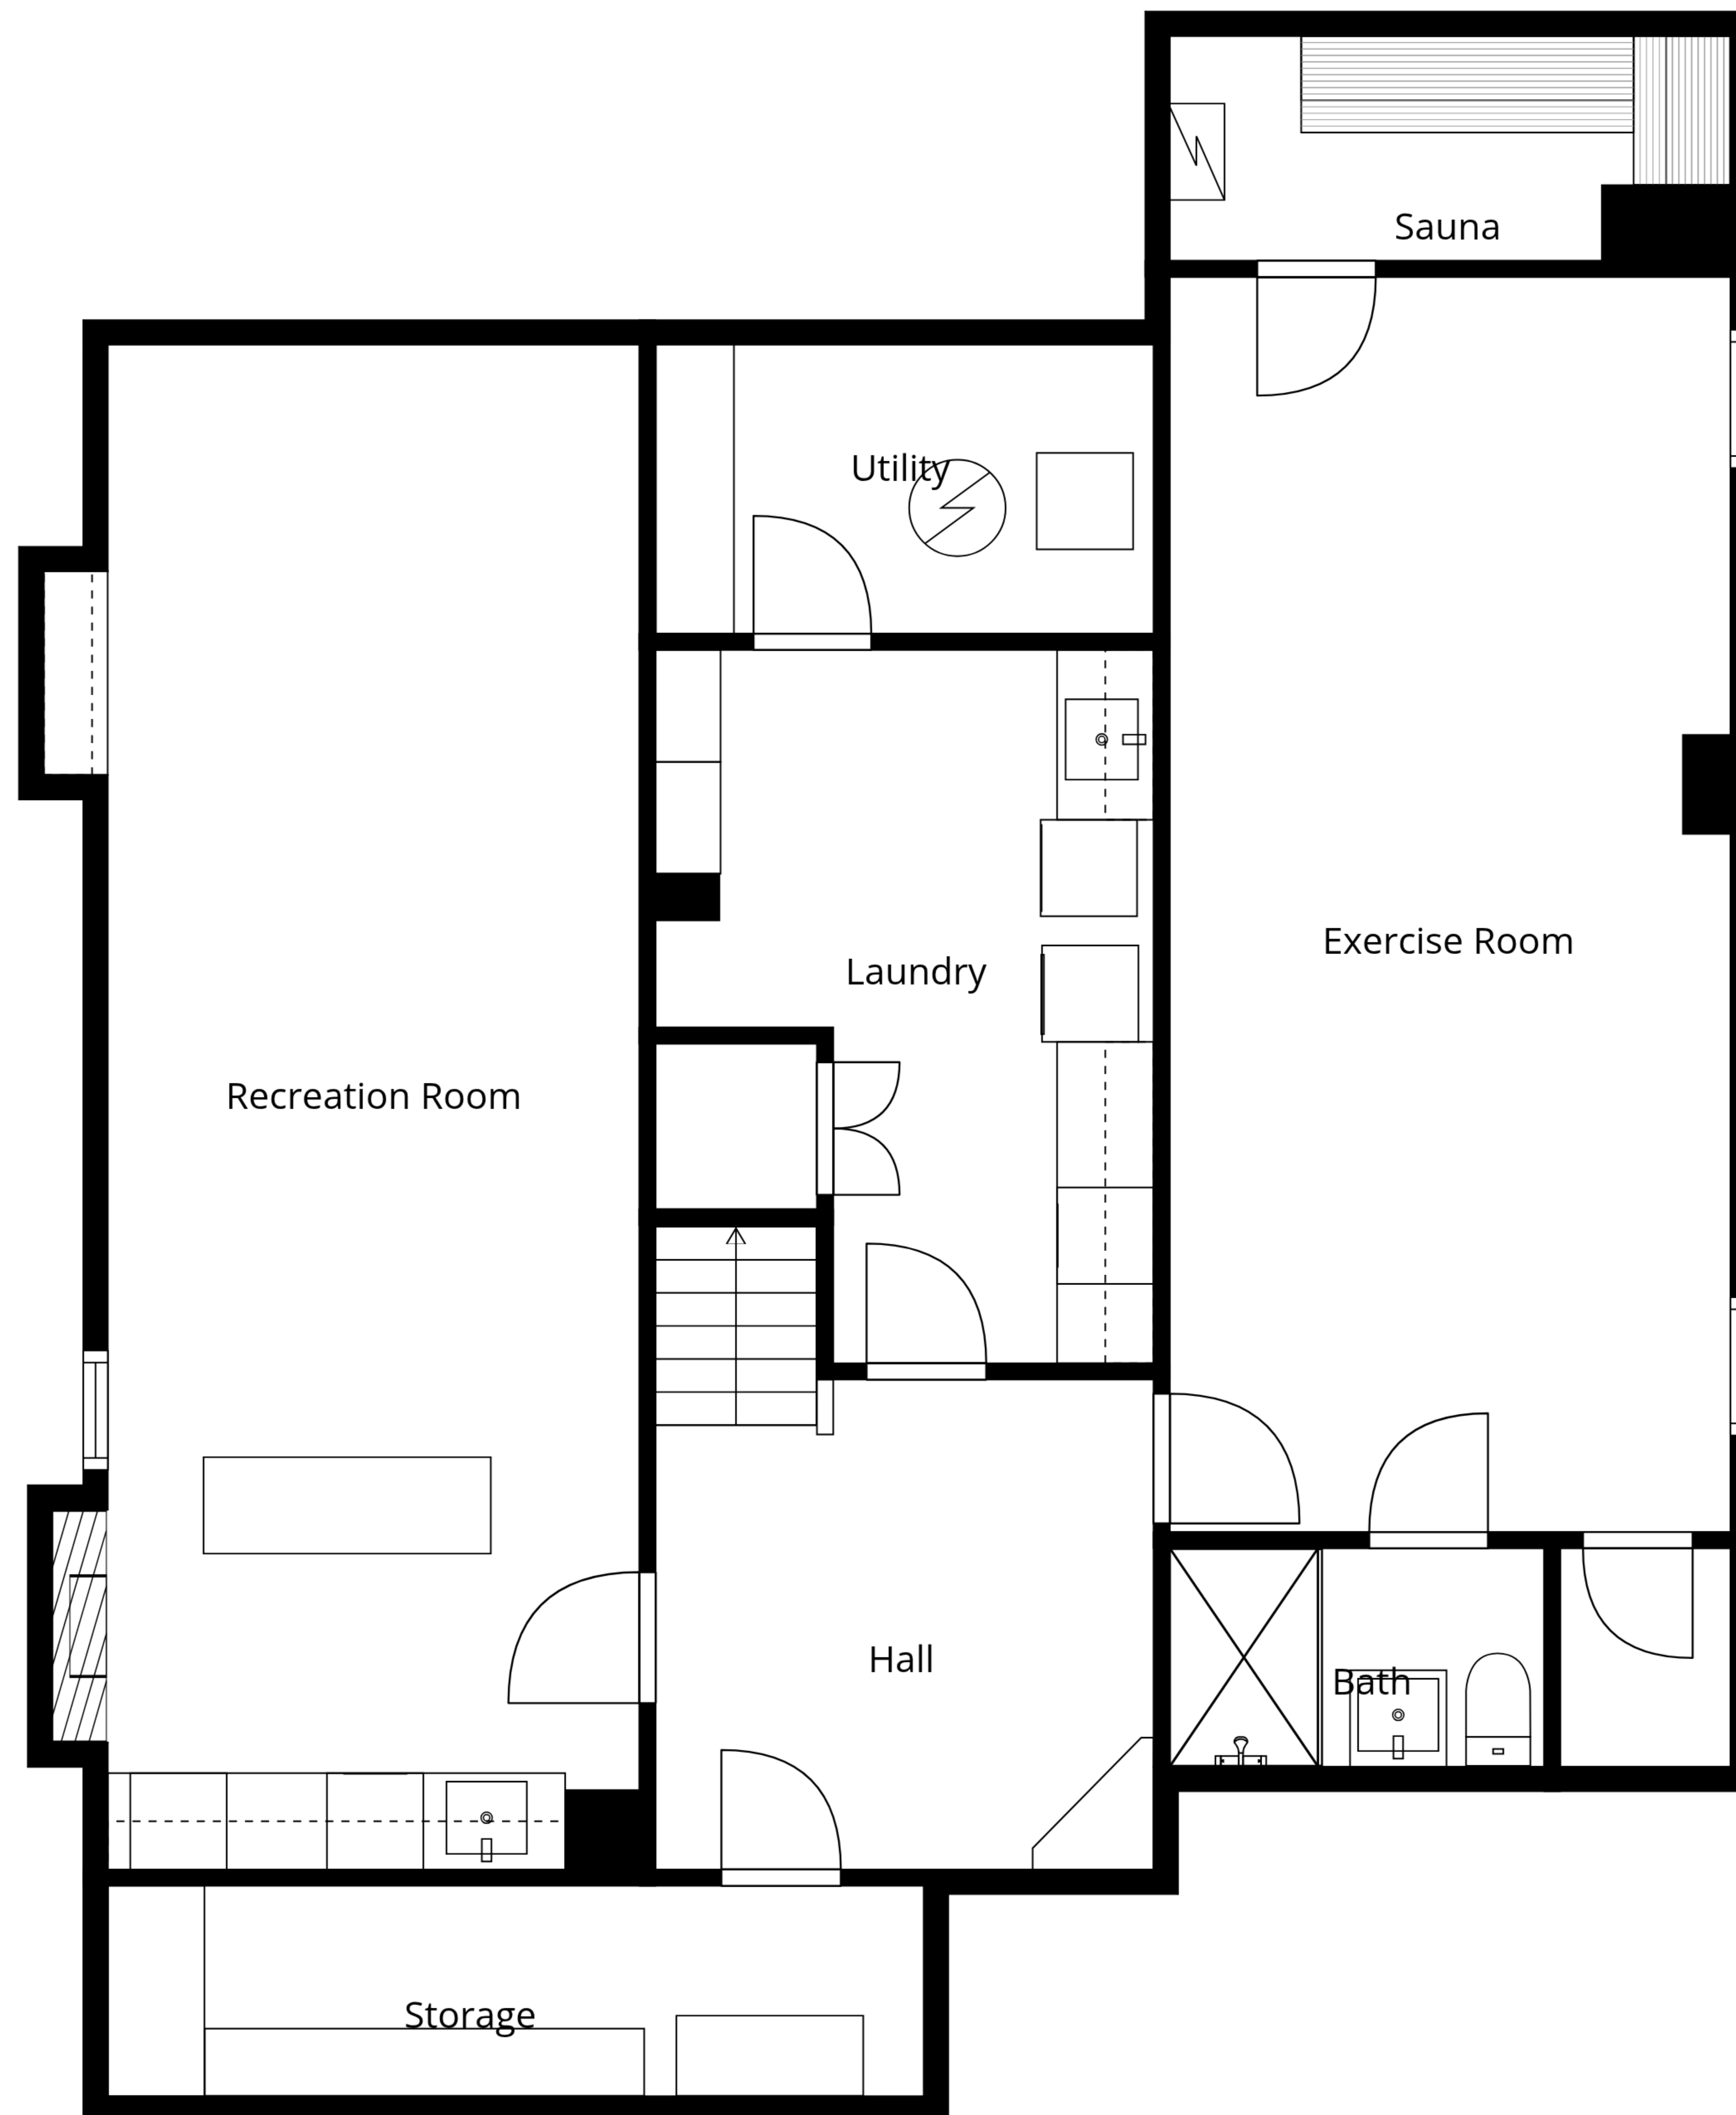 Sauna
Utility
Exercise Room
Laundry
Recreation Room
Hall
Bath
Storage